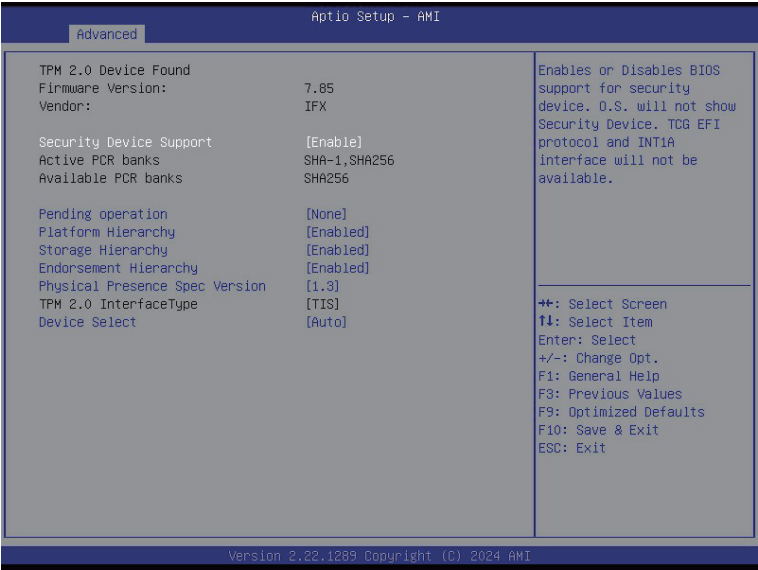 Aptio Setup – AMI
Advanced
TPM 2.0 Device Found
Firmware Version: 7.85
Vendor: IFX
Security Device Support [Enable]
Active PCR banks SHA-1,SHA256
Available PCR banks SHA256
Pending operation [None]
Platform Hierarchy [Enabled]
Storage Hierarchy [Enabled]
Endorsement Hierarchy [Enabled]
Physical Presence Spec Version [1.3]
TPM 2.0 InterfaceType [TIS]
Device Select [Auto]
Enables or Disables BIOS
support for security
device. O.S. will not show
Security Device. TCG EFI
protocol and INT1A
interface will not be
available.
→←: Select Screen
↑↓: Select Item
Enter: Select
+/-: Change Opt.
F1: General Help
F3: Previous Values
F9: Optimized Defaults
F10: Save & Exit
ESC: Exit
Version 2.22.1289 Copyright (C) 2024 AMI